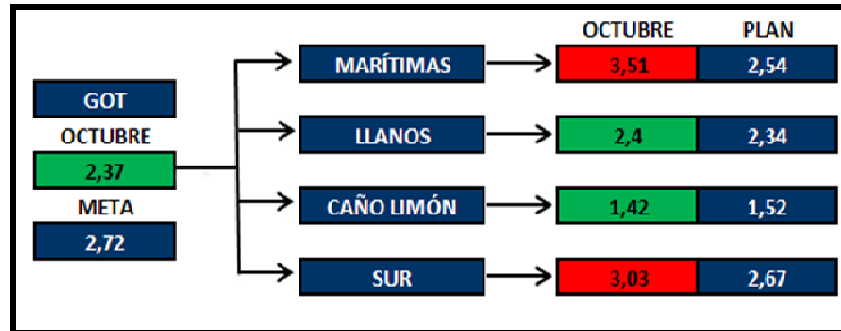 OCTUBRE PLAN
MARÍTIMAS 3,51 2,54
GOT
OCTUBRE
LLANOS 2,4 2,34
2,37
META
CAÑO LIMÓN 1,42 1,52
2,72
SUR 3,03 2,67